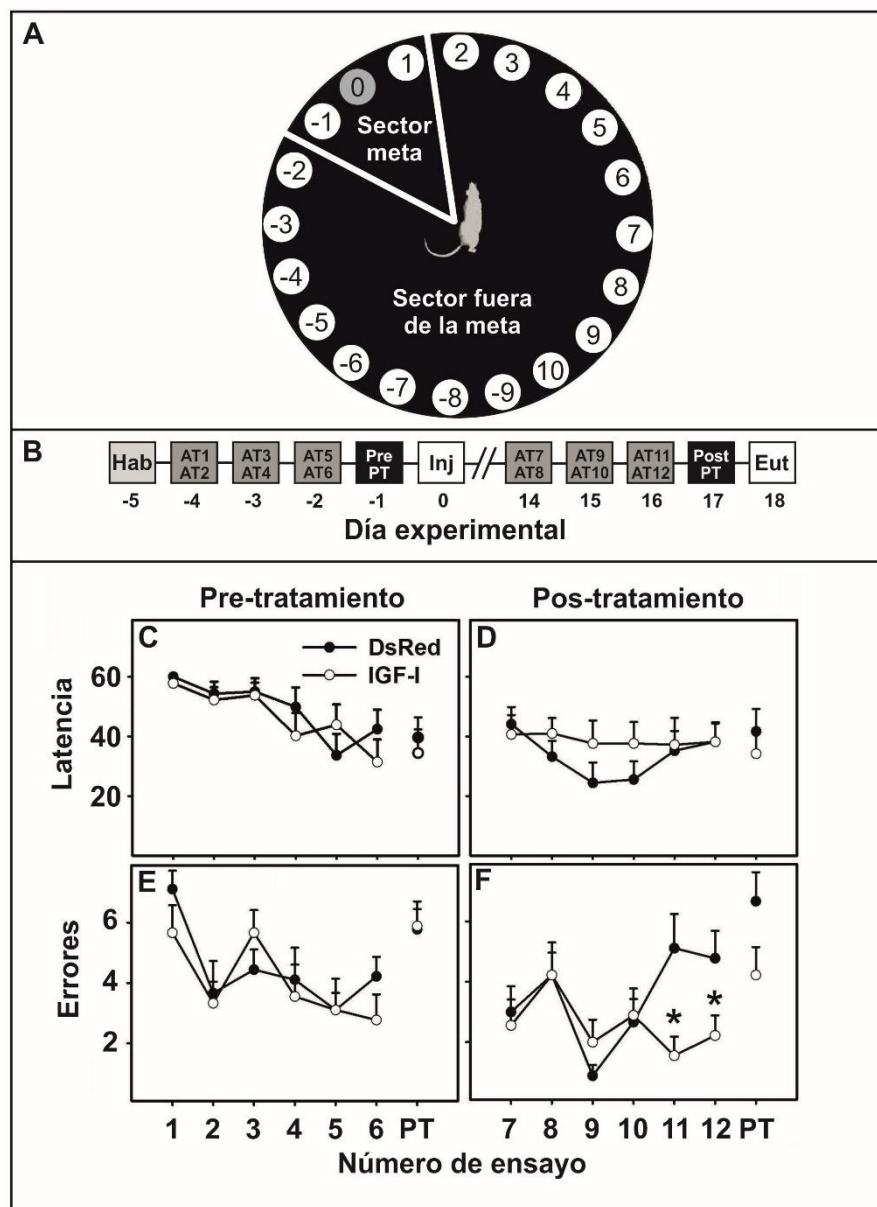 A
0
1
2
3
4
5
6
7
8
9
10
-9
-8
-7
-6
-5
-4
-3
-2
-1
Sector
meta
Sector fuera
de la meta
B
Hab AT1 AT3 AT5 Pre Inj AT7 AT9 AT11 Post Eut
AT2 AT4 AT6 PT AT8 AT10 AT12 PT
-5 -4 -3 -2 -1 0 14 15 16 17 18
Día experimental
Pre-tratamiento Pos-tratamiento
C
DsRed
IGF-I
D
Latencia
60
40
20
E
F
Errores
6
4
2
* *
1 2 3 4 5 6 PT 7 8 9 10 11 12 PT
Número de ensayo